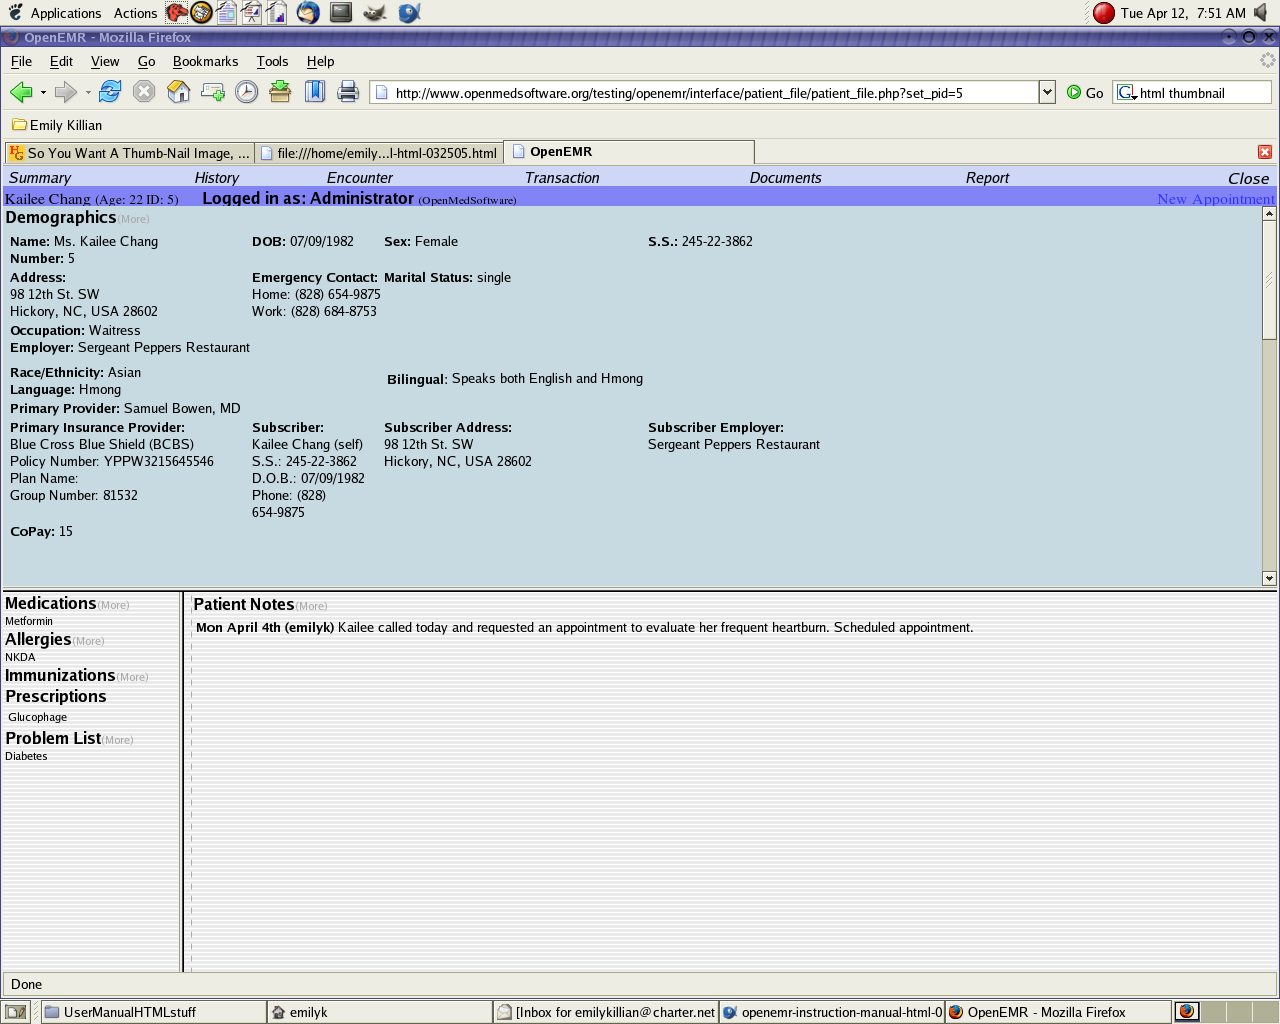 Applications Actions Tue Apr 12, 7:51 AM
OpenEMR - Mozilla Firefox
File Edit View Go Bookmarks Tools Help
http://www.openmedsoftware.org/testing/openemr/interface/patient_file/patient_file.php?set_pid=5 Go G html thumbnail
Emily Killian
HG So You Want A Thumb-Nail Image, ... file:///home/emily...l-html-032505.html OpenEMR
Summary History Encounter Transaction Documents Report Close
Kailee Chang (Age: 22 ID: 5) Logged in as: Administrator (OpenMedSoftware) New Appointment
Demographics(More)
Name: Ms. Kailee Chang DOB: 07/09/1982 Sex: Female S.S.: 245-22-3862
Number: 5
Address: Emergency Contact: Marital Status: single
98 12th St. SW Home: (828) 654-9875
Hickory, NC, USA 28602 Work: (828) 684-8753
Occupation: Waitress
Employer: Sergeant Peppers Restaurant
Race/Ethnicity: Asian Bilingual: Speaks both English and Hmong
Language: Hmong
Primary Provider: Samuel Bowen, MD
Primary Insurance Provider: Subscriber: Subscriber Address: Subscriber Employer:
Blue Cross Blue Shield (BCBS) Kailee Chang (self) 98 12th St. SW Sergeant Peppers Restaurant
Policy Number: YPPW3215645546 S.S.: 245-22-3862 Hickory, NC, USA 28602
Plan Name: D.O.B.: 07/09/1982
Group Number: 81532 Phone: (828)
654-9875
CoPay: 15
Medications(More) Patient Notes(More)
Metformin Mon April 4th (emilyk) Kailee called today and requested an appointment to evaluate her frequent heartburn. Scheduled appointment.
Allergies(More)
NKDA
Immunizations(More)
Prescriptions
Glucophage
Problem List(More)
Diabetes
Done
UserManualHTMLstuff emilyk [Inbox for emilykillian@charter.net openemr-instruction-manual-html-0 OpenEMR - Mozilla Firefox